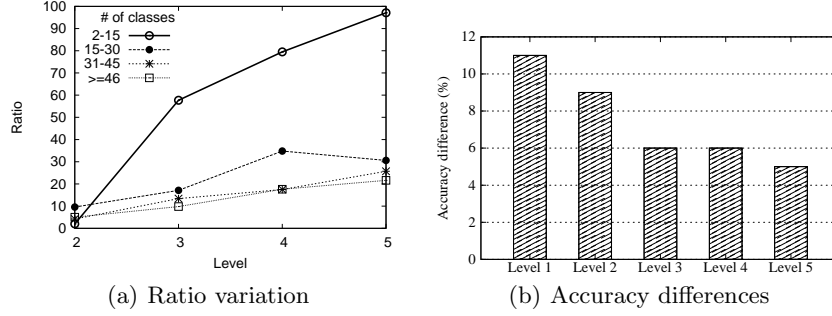 # of classes
2-15
15-30
31-45
>=46
100
90
80
70
60
50
40
30
20
10
0
Ratio
2
3
4
5
Level
(a) Ratio variation
12
10
8
6
4
2
0
Accuracy difference (%)
Level 1
Level 2
Level 3
Level 4
Level 5
(b) Accuracy differences